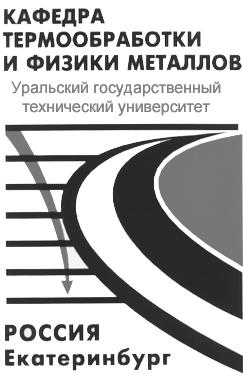 КАФЕДРА
ТЕРМООБРАБОТКИ
И ФИЗИКИ МЕТАЛЛОВ
Уральский государственный
технический университет
РОССИЯ
Екатеринбург